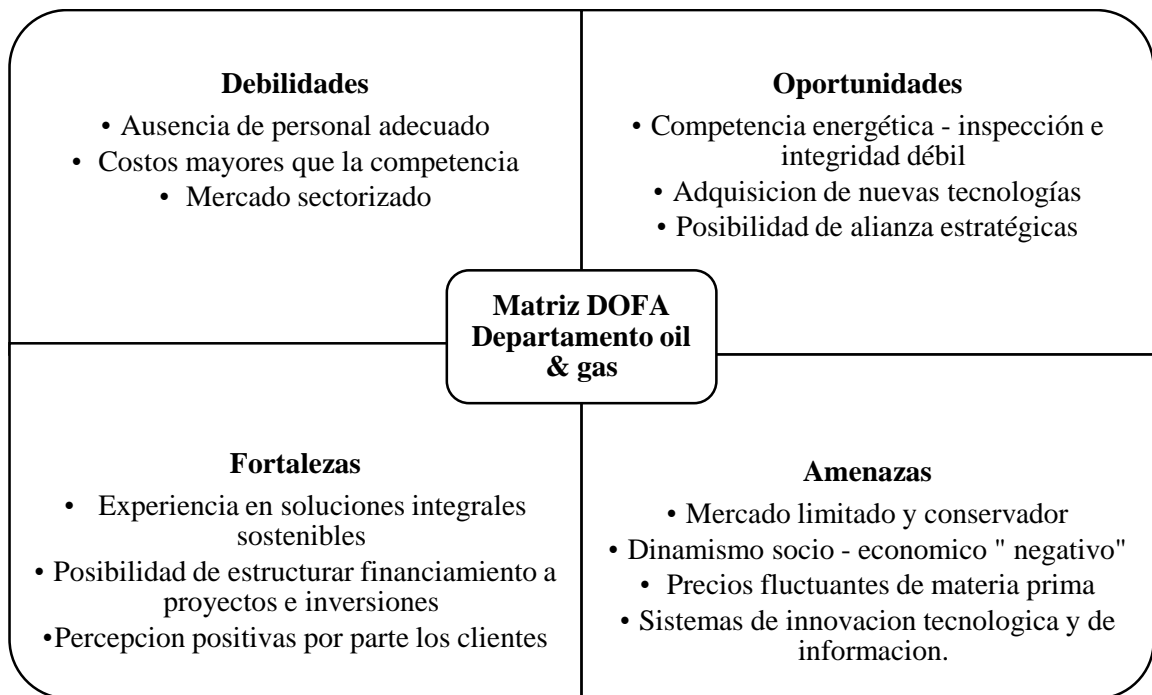 Debilidades
• Ausencia de personal adecuado
• Costos mayores que la competencia
• Mercado sectorizado
Oportunidades
• Competencia energética - inspección e
integridad débil
• Adquisicion de nuevas tecnologías
• Posibilidad de alianza estratégicas
Matriz DOFA
Departamento oil
& gas
Fortalezas
• Experiencia en soluciones integrales
sostenibles
• Posibilidad de estructurar financiamiento a
proyectos e inversiones
•Percepcion positivas por parte los clientes
Amenazas
• Mercado limitado y conservador
• Dinamismo socio - economico " negativo"
• Precios fluctuantes de materia prima
• Sistemas de innovacion tecnologica y de
informacion.